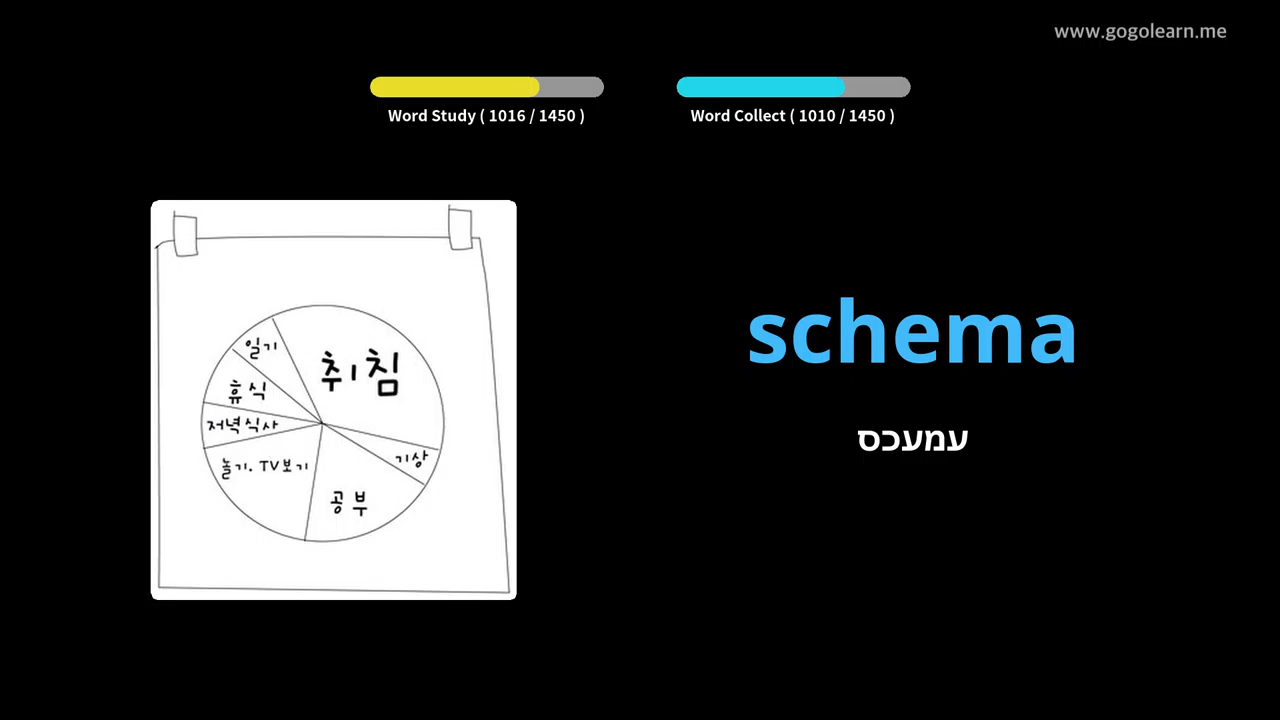 www.gogolearn.me
Word Study ( 1016 / 1450 )
Word Collect ( 1010 / 1450 )
일기
취침
휴식
저녁식사
놀기. TV보기
기상
공부
schema
עמעכס